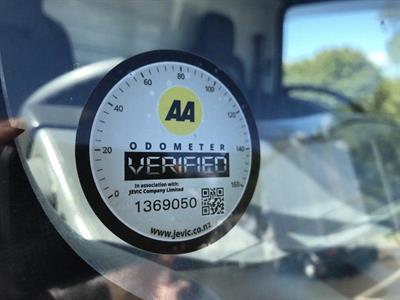 0 20 40 60 80 100 120 140 160
AA
ODOMETER
VERIFIED
In association with:
JEVIC Company Limited
1369050
www.jevic.co.nz